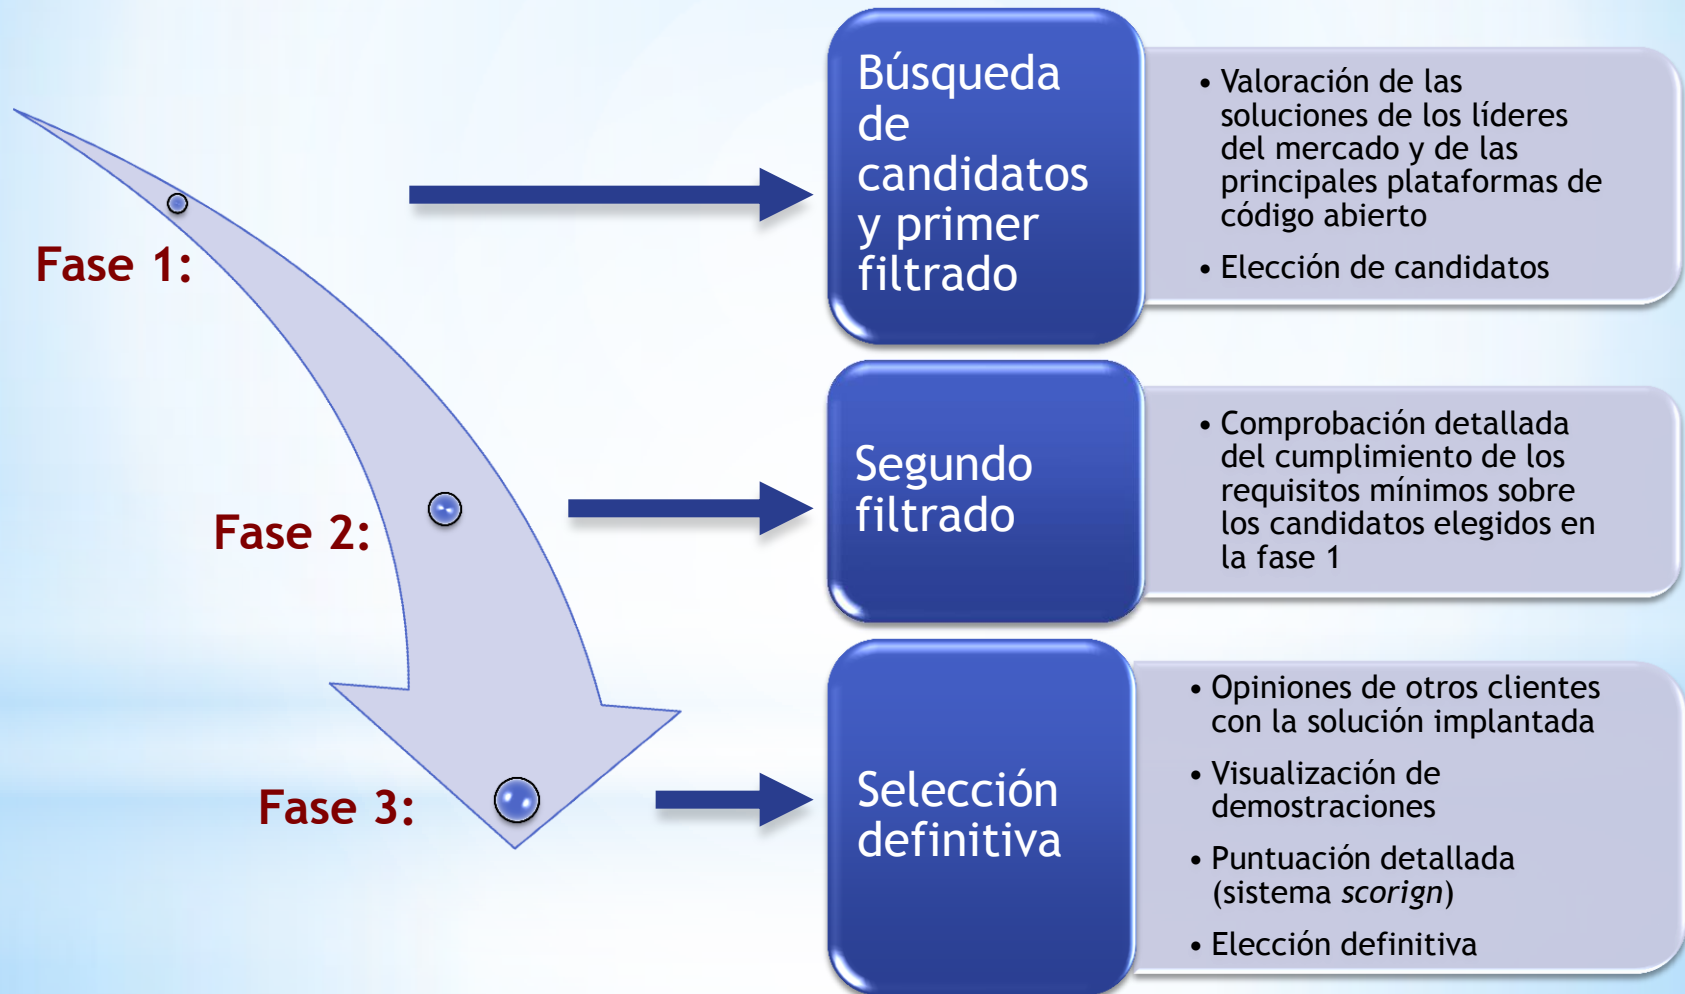 Fase 1:
Búsqueda
de
candidatos
y primer
filtrado
• Valoración de las
soluciones de los líderes
del mercado y de las
principales plataformas de
código abierto
• Elección de candidatos
Fase 2:
Segundo
filtrado
• Comprobación detallada
del cumplimiento de los
requisitos mínimos sobre
los candidatos elegidos en
la fase 1
Fase 3:
Selección
definitiva
• Opiniones de otros clientes
con la solución implantada
• Visualización de
demostraciones
• Puntuación detallada
(sistema scorign)
• Elección definitiva